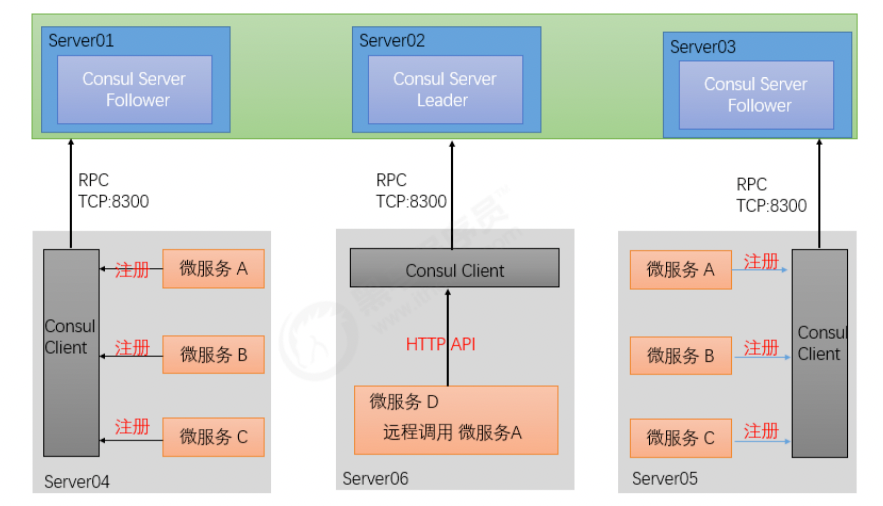 Server01
Consul Server
Follower
Server02
Consul Server
Leader
Server03
Consul Server
Follower
RPC
TCP:8300
RPC
TCP:8300
RPC
TCP:8300
Consul
Client
注册
微服务 A
注册
微服务 B
注册
微服务 C
Server04
Consul Client
HTTP API
微服务 D
远程调用 微服务A
Server06
微服务 A
注册
微服务 B
注册
微服务 C
注册
Consul
Client
Server05